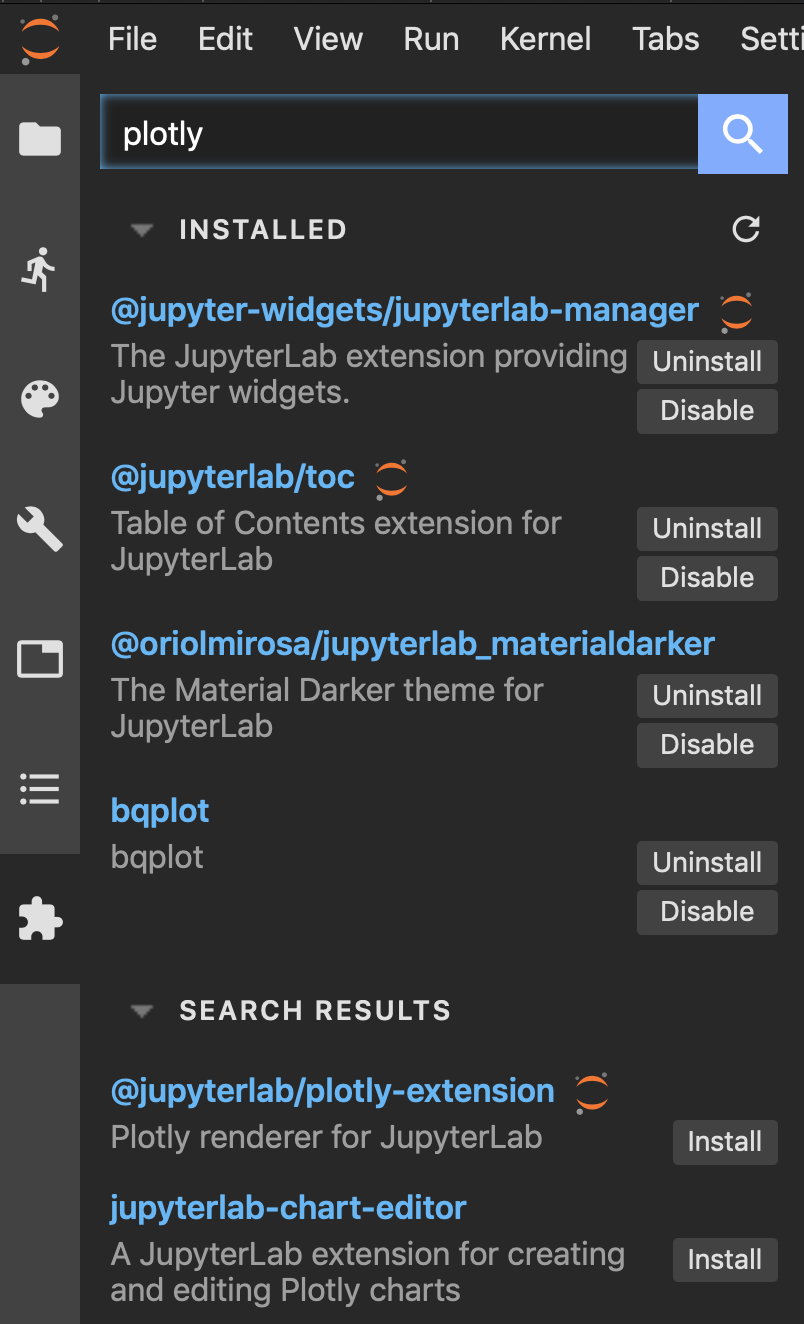 File Edit View Run Kernel Tabs Setti
plotly
INSTALLED
@jupyter-widgets/jupyterlab-manager
The JupyterLab extension providing
Jupyter widgets.
Uninstall
Disable
@jupyterlab/toc
Table of Contents extension for
JupyterLab
Uninstall
Disable
@oriolmirosa/jupyterlab_materialdarker
The Material Darker theme for
JupyterLab
Uninstall
Disable
bqplot
bqplot
Uninstall
Disable
SEARCH RESULTS
@jupyterlab/plotly-extension
Plotly renderer for JupyterLab
Install
jupyterlab-chart-editor
A JupyterLab extension for creating
and editing Plotly charts
Install